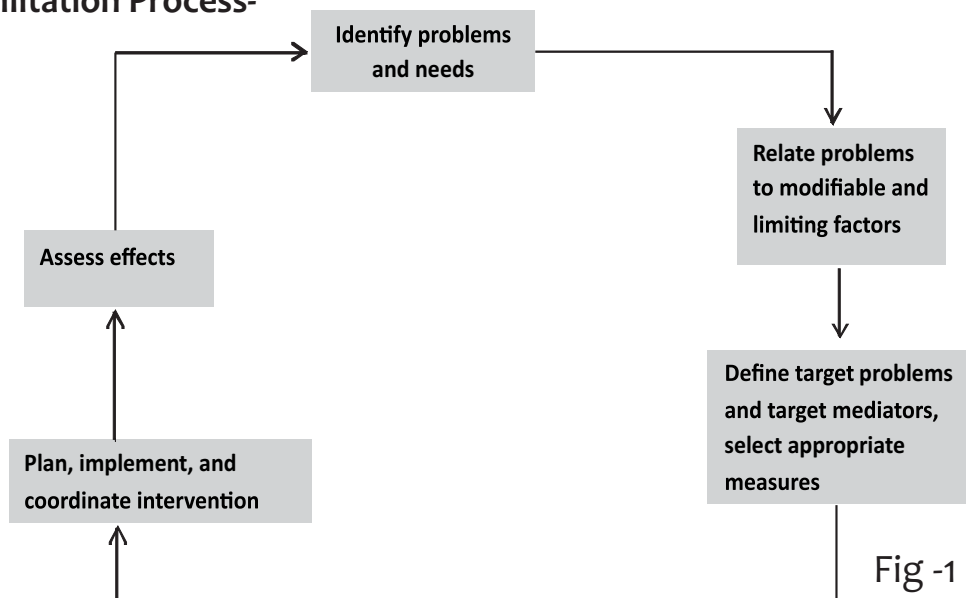 Process-
Identify problems
and needs
Relate problems
to modifiable and
limiting factors
Define target problems
and target mediators,
select appropriate
measures
Assess effects
Plan, implement, and
coordinate intervention
Fig -1